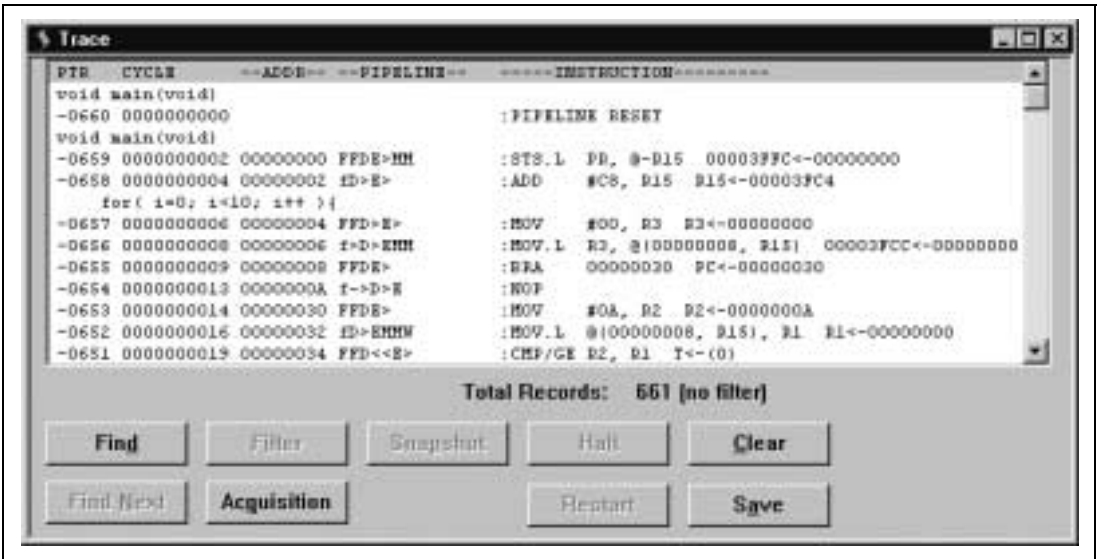 Trace
PTR CYCLE --ADDR-- --PIPELINE-- -----INSTRUCTION---------
void main(void)
-0660 0000000000 :PIPELINE RESET
void main(void)
-0659 0000000002 00000000 FFDE>MM :STS.L PR, @-R15 00003FFC<-00000000
-0658 0000000004 00000002 fD>E> :ADD #C8, R15 R15<-00003FC4
for( i=0; i<10; i++ ){
-0657 0000000006 00000004 FFD>E> :MOV #00, R3 R3<-00000000
-0656 0000000008 00000006 f>D>EMM :MOV.L R3, @(00000008, R15) 00003FCC<-00000000
-0655 0000000009 00000008 FFDE> :BRA 00000030 PC<-00000030
-0654 0000000013 0000000A f->D>E :NOP
-0653 0000000014 00000030 FFDE> :MOV #0A, R2 R2<-0000000A
-0652 0000000016 00000032 fD>EMMW :MOV.L @(00000008, R15), R1 R1<-00000000
-0651 0000000019 00000034 FFD<<E> :CMP/GE R2, R1 T<-(0)
Total Records: 661 (no filter)
Find Filter Snapshot Halt Clear
Find Next Acquisition Restart Save